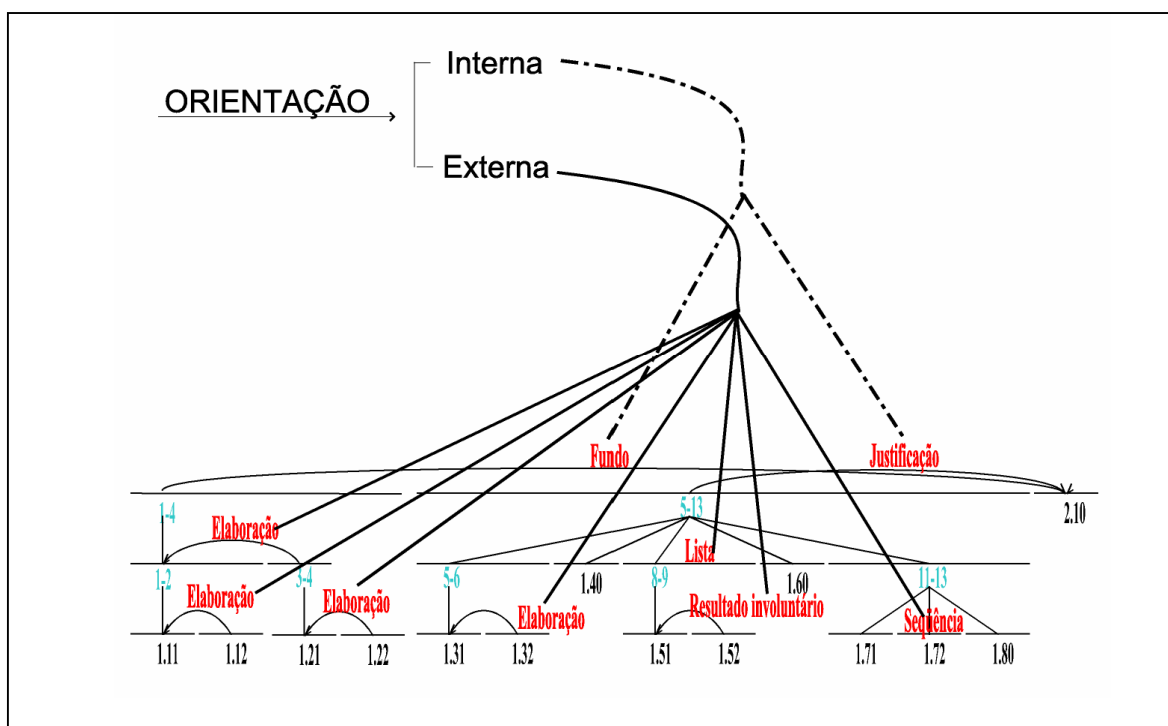 Interna
ORIENTAÇÃO
Externa
Fundo Justificação
1-4 5-13 2.10
Elaboração
Lista
1-2 3-4 5-6 1.40 8-9 1.60 11-13
Elaboração Elaboração Elaboração Resultado involuntário Seqüência
1.11 1.12 1.21 1.22 1.31 1.32 1.51 1.52 1.71 1.72 1.80